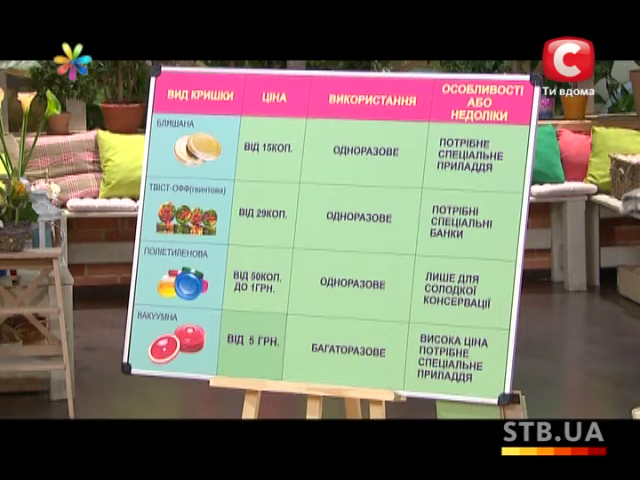 Ти вдома
ВИД КРИШКИ
ЦІНА
ВИКОРИСТАННЯ
ОСОБЛИВОСТІ
АБО
НЕДОЛІКИ
БЛЯШАНА
ВІД 15КОП.
ОДНОРАЗОВЕ
ПОТРІБНЕ
СПЕЦІАЛЬНЕ
ПРИЛАДДЯ
ТВІСТ-ОФФ(гвинтова)
ВІД 29КОП.
ОДНОРАЗОВЕ
ПОТРІБНІ
СПЕЦІАЛЬНІ
БАНКИ
ПОЛІЕТИЛЕНОВА
ВІД 50КОП.
ДО 1ГРН.
ОДНОРАЗОВЕ
ЛИШЕ ДЛЯ
СОЛОДКОЇ
КОНСЕРВАЦІЇ
ВАКУУМНА
ВІД 5 ГРН.
БАГАТОРАЗОВЕ
ВИСОКА ЦІНА
ПОТРІБНЕ
СПЕЦІАЛЬНЕ
ПРИЛАДДЯ
STB.UA